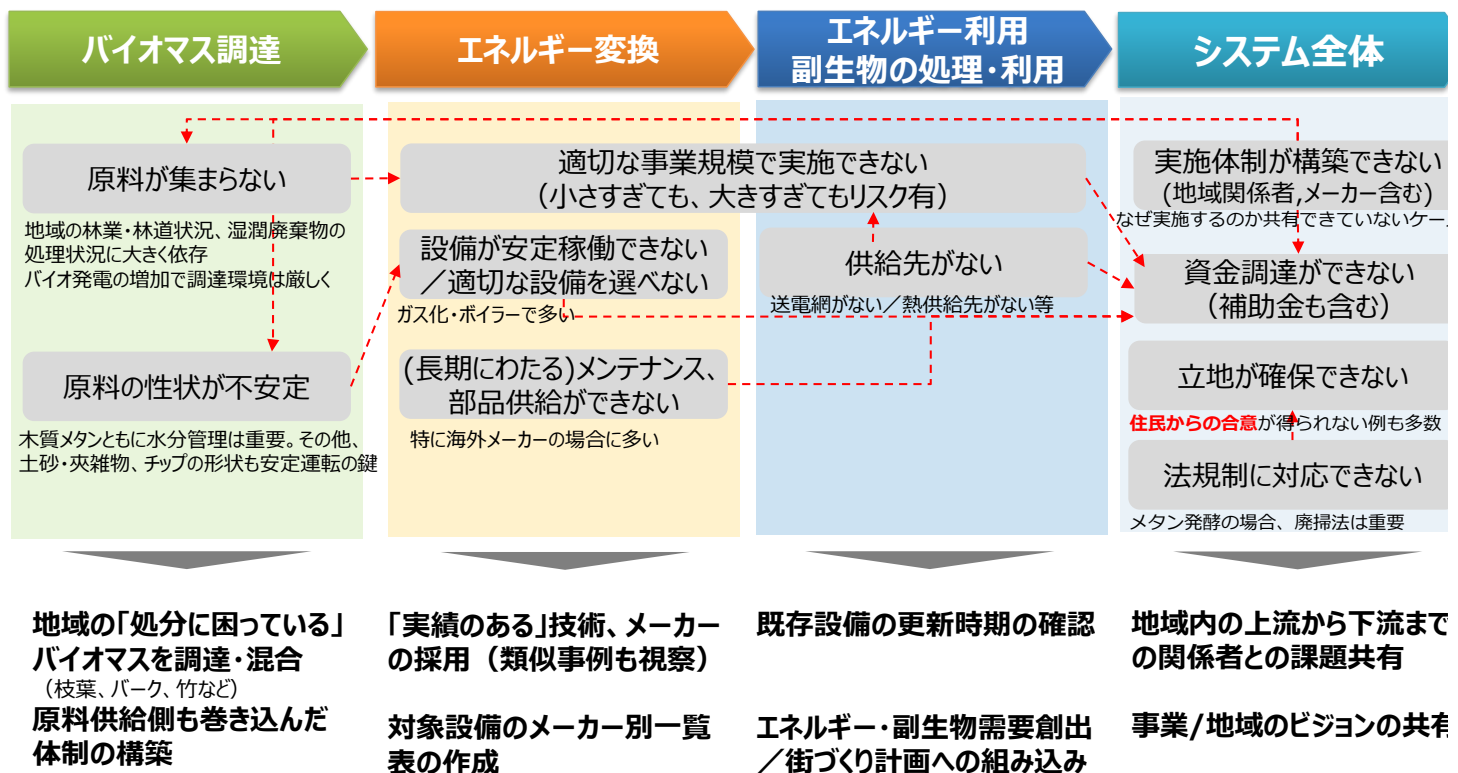 バイオマス調達
エネルギー変換
エネルギー利用
副生物の処理・利用
システム全体
原料が集まらない
地域の林業・林道状況、湿潤廃棄物の
処理状況に大きく依存
バイオ発電の増加で調達環境は厳しく
原料の性状が不安定
木質メタンともに水分管理は重要。その他、
土砂・夾雑物、チップの形状も安定運転の鍵
適切な事業規模で実施できない
（小さすぎても、大きすぎてもリスク有）
設備が安定稼働できない
／適切な設備を選べない
ガス化・ボイラーで多い
(長期にわたる)メンテナンス、
部品供給ができない
特に海外メーカーの場合に多い
供給先がない
送電網がない／熱供給先がない等
実施体制が構築できない
(地域関係者,メーカー含む)
なぜ実施するのか共有できていないケー
資金調達ができない
（補助金も含む）
立地が確保できない
住民からの合意が得られない例も多数
法規制に対応できない
メタン発酵の場合、廃掃法は重要
地域の「処分に困っている」
バイオマスを調達・混合
（枝葉、バーク、竹など）
原料供給側も巻き込んだ
体制の構築
「実績のある」技術、メーカー
の採用（類似事例も視察）
対象設備のメーカー別一覧
表の作成
既存設備の更新時期の確認
エネルギー・副生物需要創出
／街づくり計画への組み込み
地域内の上流から下流まで
の関係者との課題共有
事業/地域のビジョンの共有